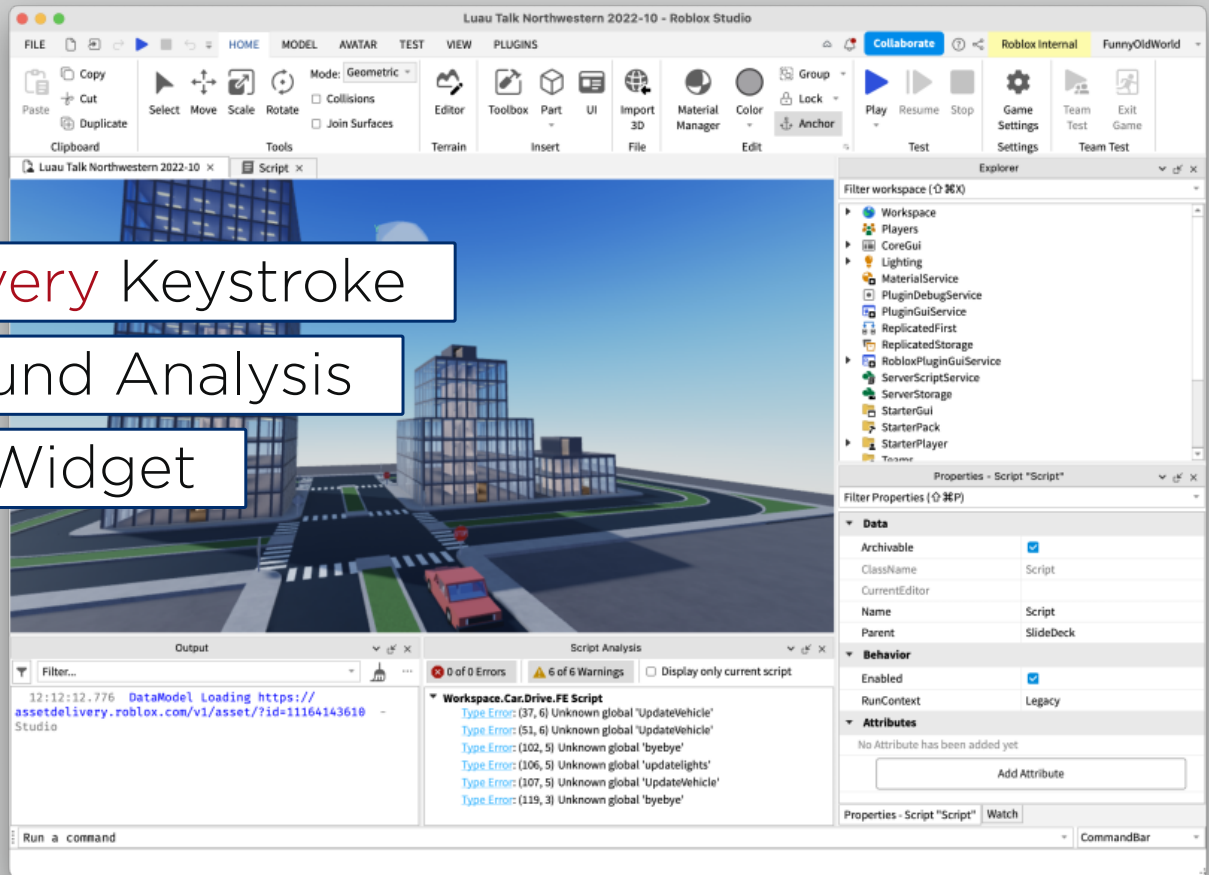 Luau Talk Northwestern 2022-10 - Roblox Studio
FILE HOME MODEL AVATAR TEST VIEW PLUGINS Collaborate Roblox Internal FunnyOldWorld
Paste Copy Cut Duplicate Select Move Scale Rotate Mode: Geometric Collisions Join Surfaces Editor Toolbox Part UI Import 3D Material Manager Color Group Lock Anchor Play Resume Stop Game Settings Team Test Exit Game
Clipboard Tools Terrain Insert File Edit Test Settings Team Test
Luau Talk Northwestern 2022-10 × Script ×
very Keystroke
und Analysis
Widget
Explorer
Filter workspace (⇧⌘X)
Workspace
Players
CoreGui
Lighting
MaterialService
PluginDebugService
PluginGuiService
ReplicatedFirst
ReplicatedStorage
RobloxPluginGuiService
ServerScriptService
ServerStorage
StarterGui
StarterPack
StarterPlayer
Teams
Properties - Script "Script"
Filter Properties (⇧⌘P)
Data
Archivable
ClassName Script
CurrentEditor
Name Script
Parent SlideDeck
Behavior
Enabled
RunContext Legacy
Attributes
No Attribute has been added yet
Add Attribute
Properties - Script "Script" Watch
Output
Filter...
12:12:12.776 DataModel Loading https://
assetdelivery.roblox.com/v1/asset/?id=11164143610 -
Studio
Script Analysis
0 of 0 Errors 6 of 6 Warnings Display only current script
Workspace.Car.Drive.FE Script
Type Error: (37, 6) Unknown global 'UpdateVehicle'
Type Error: (51, 6) Unknown global 'UpdateVehicle'
Type Error: (102, 5) Unknown global 'byebye'
Type Error: (106, 5) Unknown global 'updatelights'
Type Error: (107, 5) Unknown global 'UpdateVehicle'
Type Error: (119, 3) Unknown global 'byebye'
Run a command CommandBar